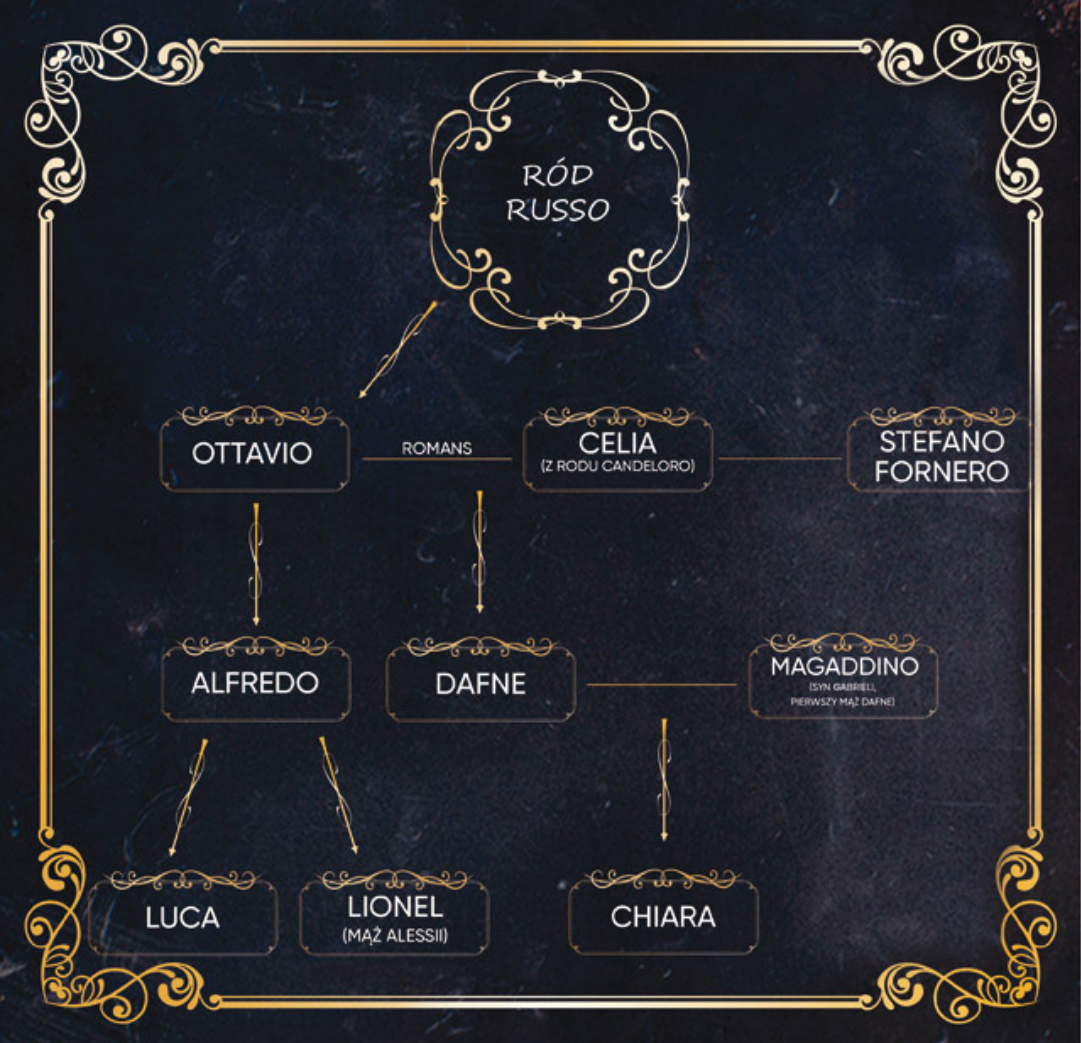 RÓD
RUSSO
OTTAVIO
ROMANS
CELIA
(Z RODU CANDELORO)
STEFANO
FORNERO
ALFREDO
DAFNE
MAGADDINO
(SYN GABRIELI,
PIERWSZY MĄŻ DAFNE)
LUCA
LIONEL
(MĄŻ ALESSII)
CHIARA